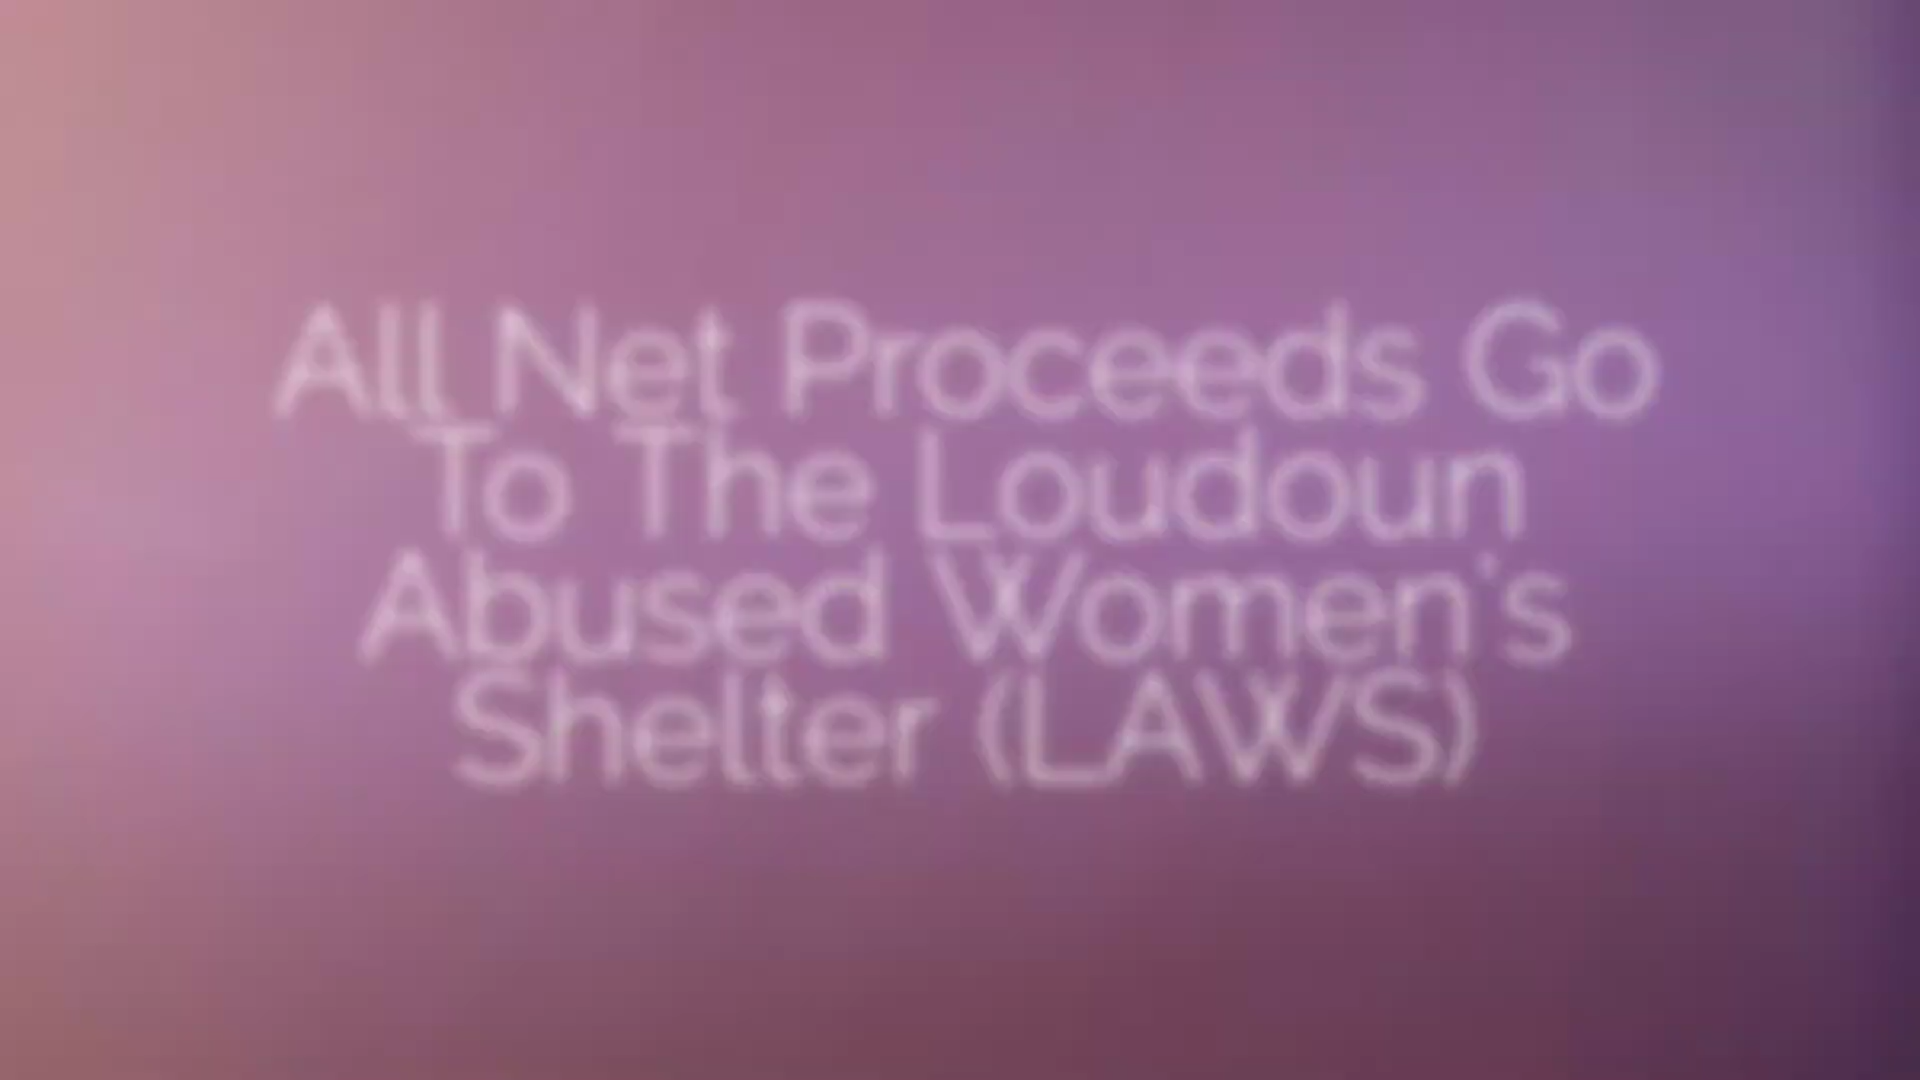 All Net Proceeds Go
To The Loudoun
Abused Women's
Shelter (LAWS)